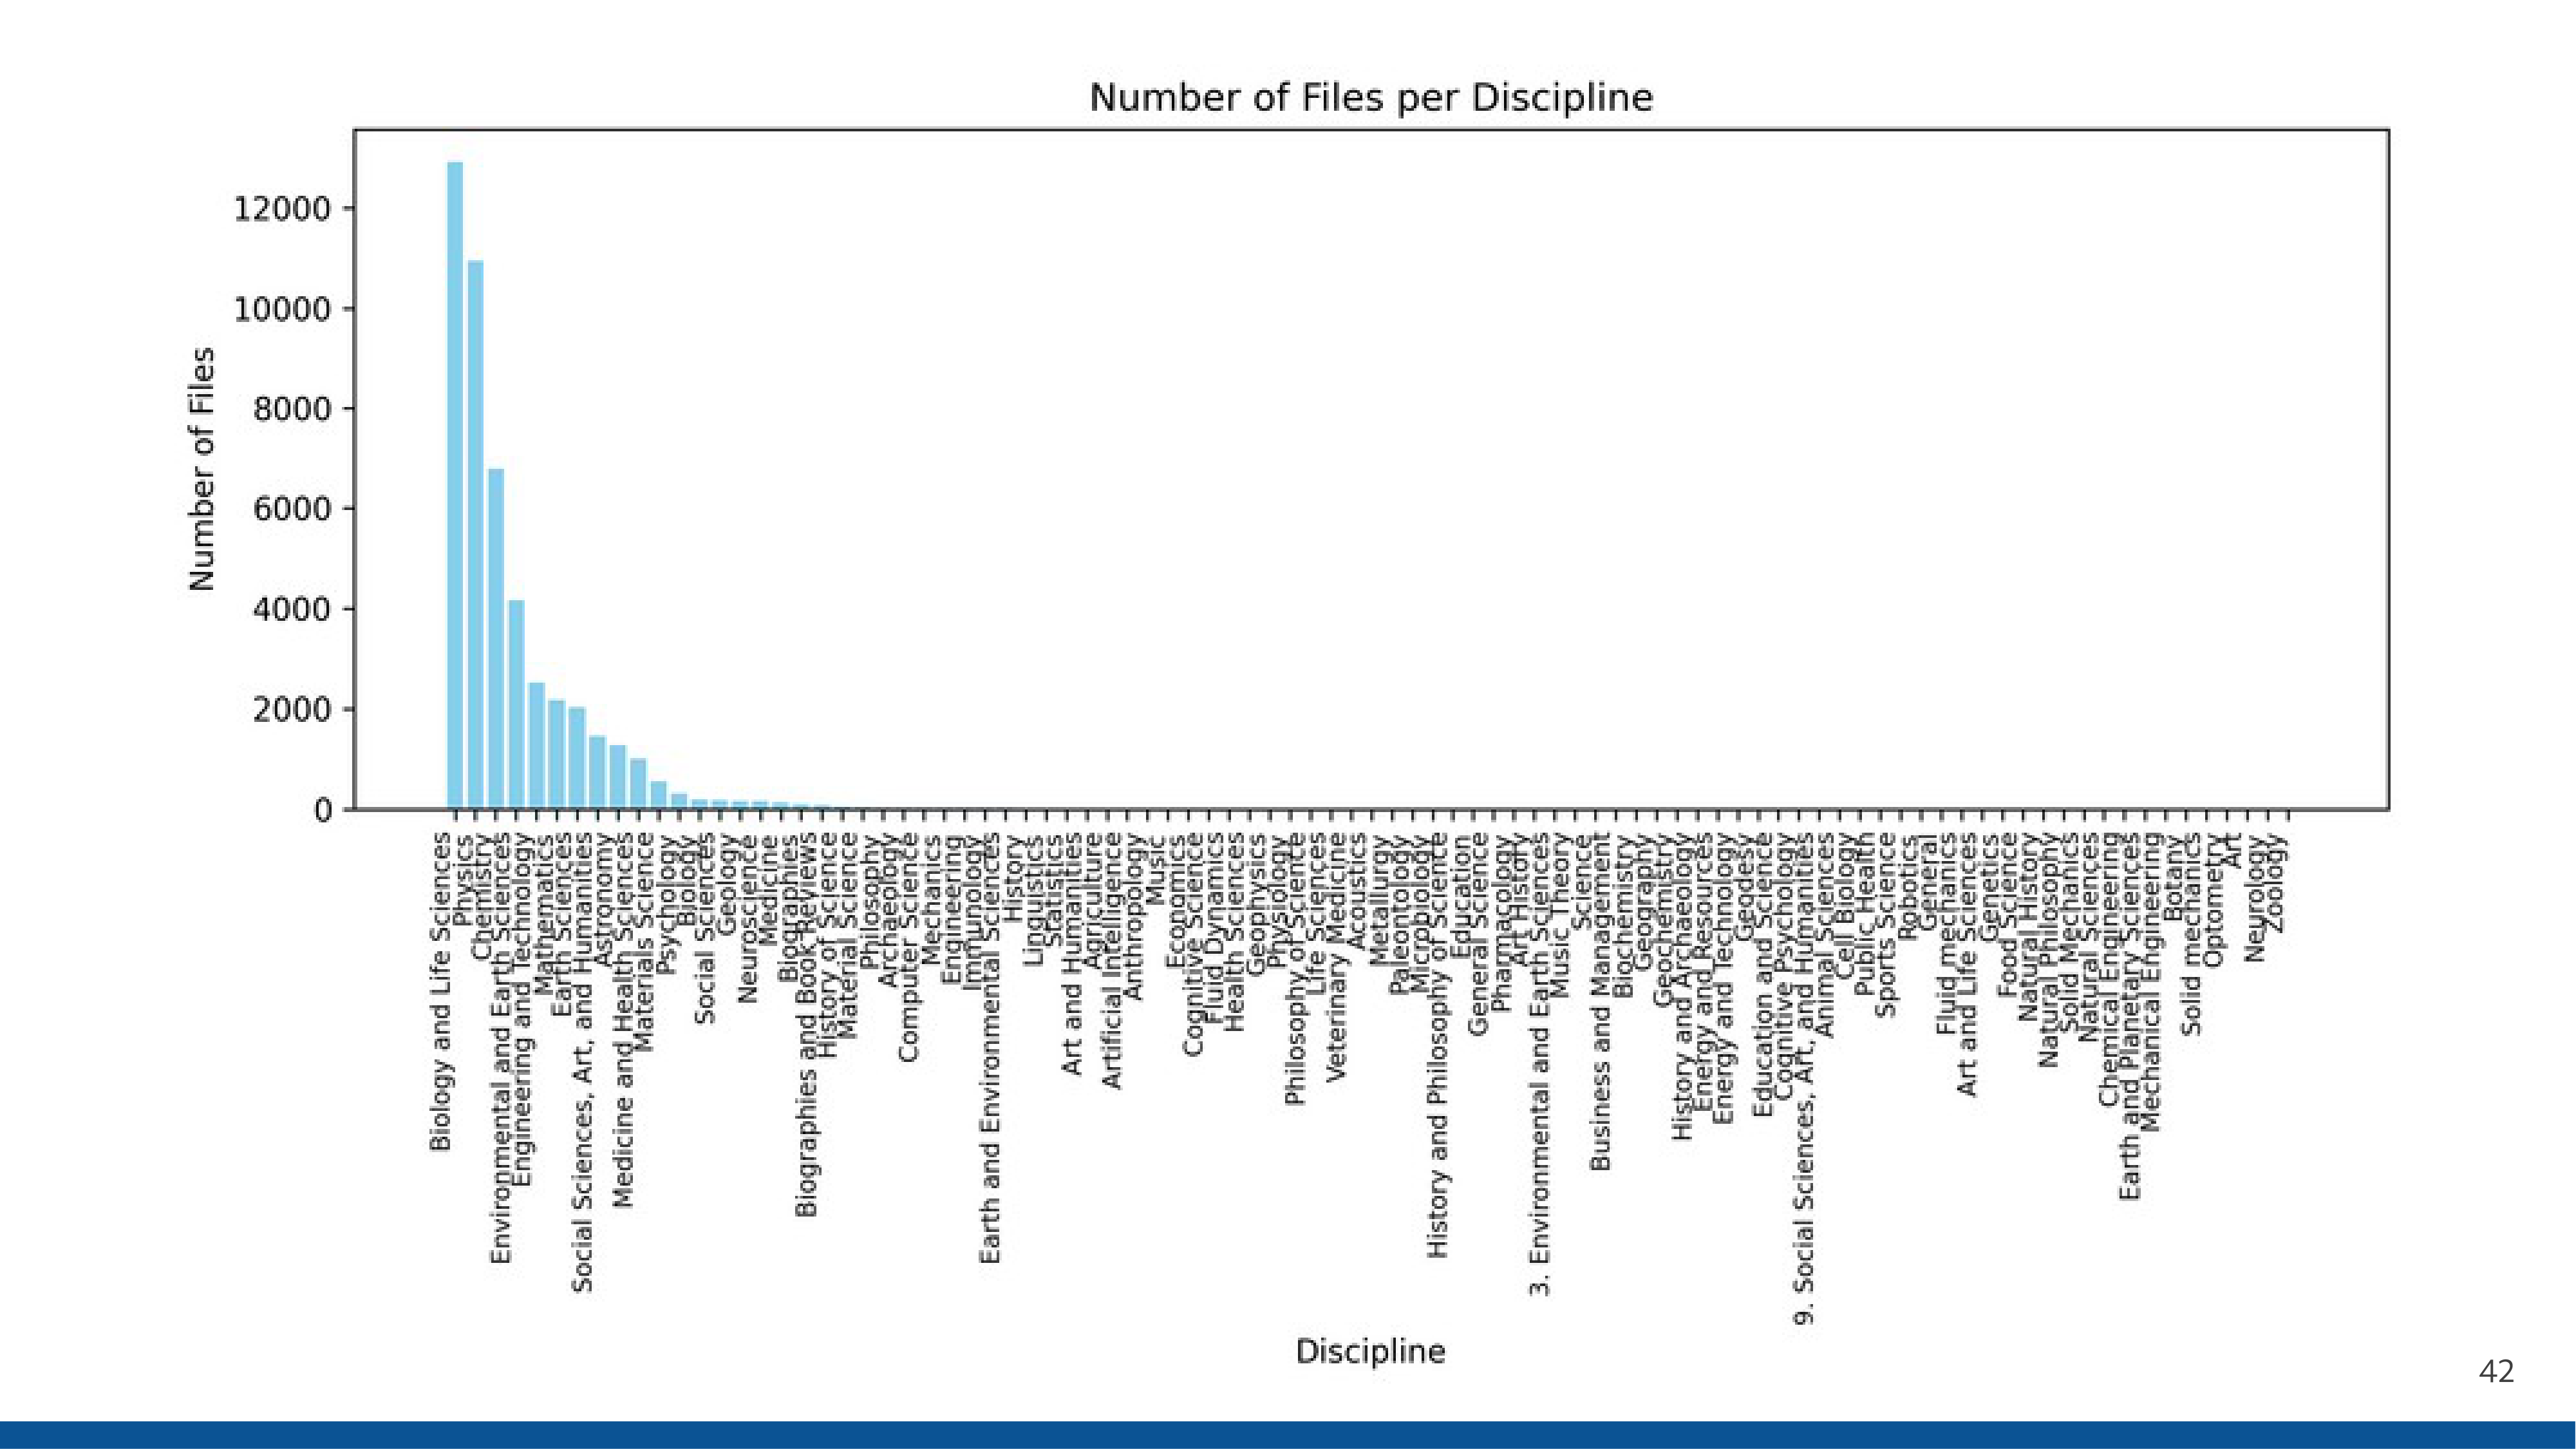 Number of Files per Discipline
Number of Files
12000
10000
8000
6000
4000
2000
0
Biology and Life Sciences
Physics
Chemistry
Environmental and Earth Sciences
Engineering and Technology
Mathematics
Earth Sciences
Social Sciences, Art, and Humanities
Astronomy
Medicine and Health Sciences
Materials Science
Psychology
Biology
Social Sciences
Geology
Neuroscience
Medicine
Biographies
Biographies and Book Reviews
History of Science
Material Science
Philosophy
Archaeology
Computer Science
Mechanics
Engineering
Immunology
Earth and Environmental Sciences
History
Linguistics
Statistics
Art and Humanities
Agriculture
Artificial Intelligence
Anthropology
Music
Economics
Cognitive Science
Fluid Dynamics
Health Sciences
Geophysics
Physiology
Philosophy of Science
Life Sciences
Veterinary Medicine
Acoustics
Metallurgy
Paleontology
Microbiology
History and Philosophy of Science
Education
General Science
Pharmacology
Art History
3. Environmental and Earth Sciences
Music Theory
Science
Business and Management
Biochemistry
Geography
Geochemistry
History and Archaeology
Energy and Resources
Energy and Technology
Geodesy
Education and Science
Cognitive Psychology
9. Social Sciences, Art, and Humanities
Animal Sciences
Cell Biology
Public Health
Sports Science
Robotics
General
Fluid mechanics
Art and Life Sciences
Genetics
Food Science
Natural History
Natural Philosophy
Solid Mechanics
Natural Sciences
Chemical Engineering
Earth and Planetary Sciences
Mechanical Engineering
Botany
Solid mechanics
Optometry
Art
Neurology
Zoology
Discipline
42